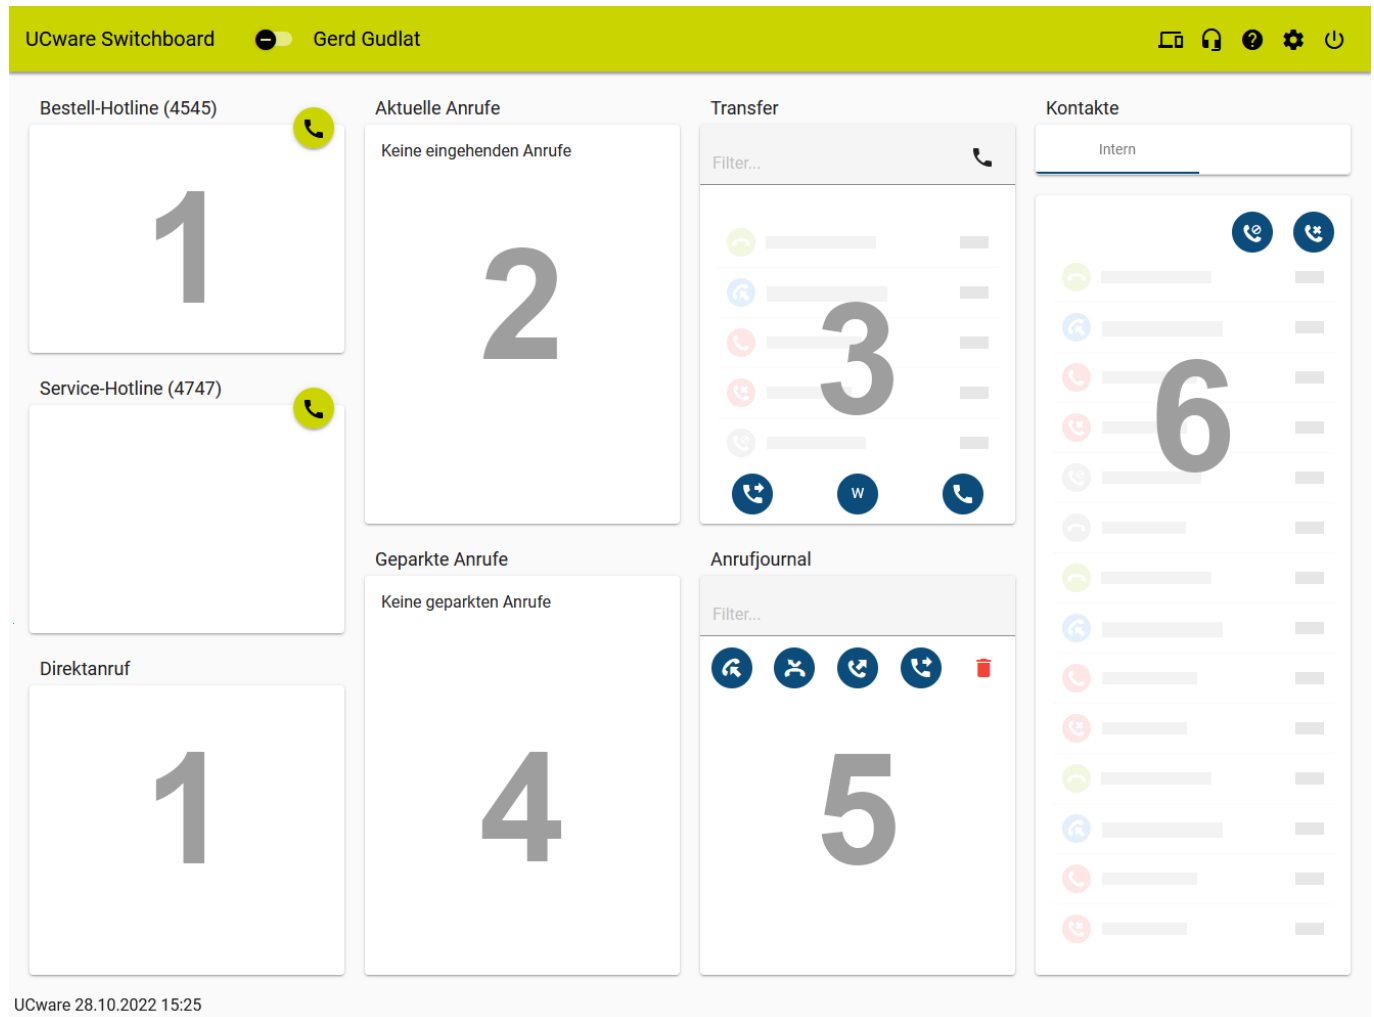 UCware Switchboard
Gerd Gudlat
Bestell-Hotline (4545)
1
Service-Hotline (4747)
Direktanruf
1
Aktuelle Anrufe
Keine eingehenden Anrufe
2
Geparkte Anrufe
Keine geparkten Anrufe
4
Transfer
Filter...
3
W
Anrufjournal
Filter...
5
Kontakte
Intern
6
UCware 28.10.2022 15:25